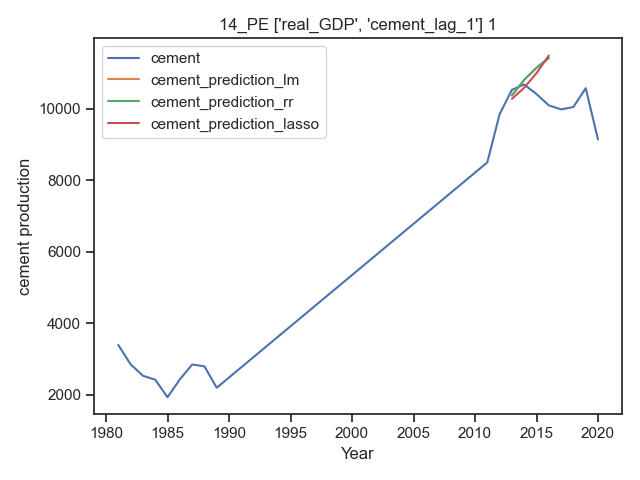 14_PE ['real_GDP', 'cement_lag_1'] 1
cement
cement_prediction_lm
cement_prediction_rr
cement_prediction_lasso
cement production
10000
8000
6000
4000
2000
1980 1985 1990 1995 2000 2005 2010 2015 2020
Year